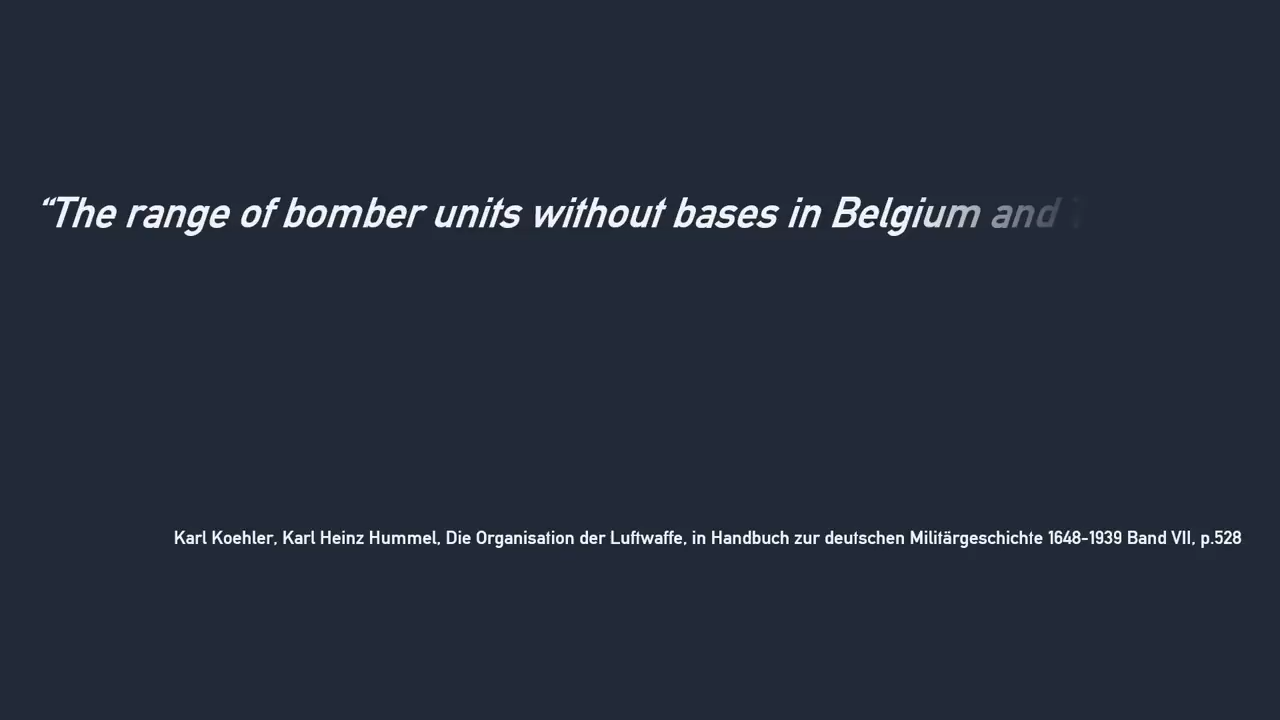 “The range of bomber units without bases in Belgium and
Karl Koehler, Karl Heinz Hummel, Die Organisation der Luftwaffe, in Handbuch zur deutschen Militärgeschichte 1648-1939 Band VII, p.528